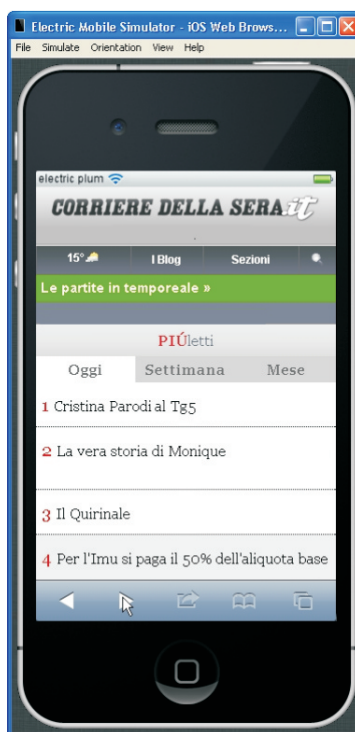 Electric Mobile Simulator - iOS Web Brows...
File Simulate Orientation View Help
electric plum
CORRIERE DELLA SERA.it
15° I Blog Sezioni
Le partite in temporeale »
PIÚletti
Oggi Settimana Mese
1 Cristina Parodi al Tg5
2 La vera storia di Monique
3 Il Quirinale
4 Per l'Imu si paga il 50% dell'aliquota base